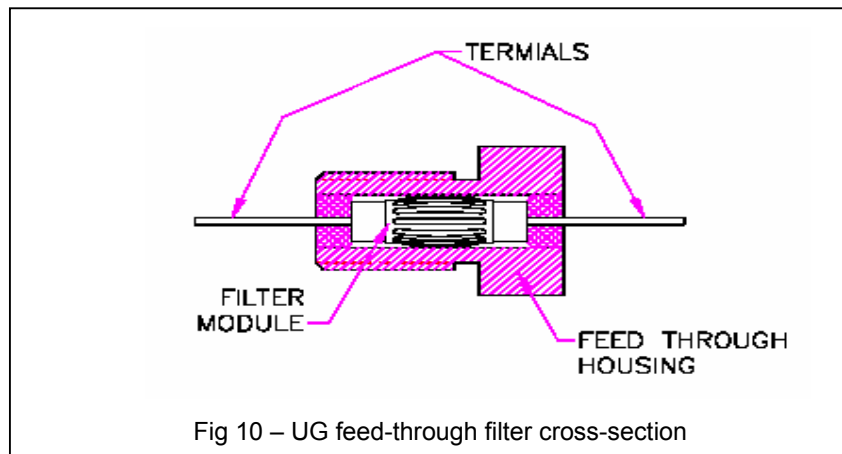 TERMIALS
FILTER
MODULE
FEED THROUGH
HOUSING
Fig 10 – UG feed-through filter cross-section